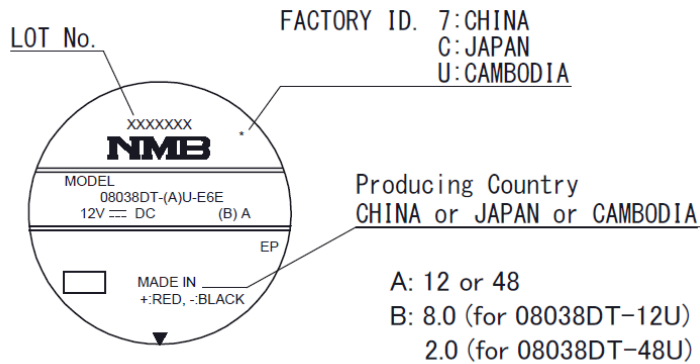 FACTORY ID. 7:CHINA
C:JAPAN
U:CAMBODIA
LOT No.
XXXXXXX
*
NMB
MODEL
08038DT-(A)U-E6E
12V ⎓ DC (B) A
EP
MADE IN ______
+:RED, -:BLACK
Producing Country
CHINA or JAPAN or CAMBODIA
A: 12 or 48
B: 8.0 (for 08038DT-12U)
2.0 (for 08038DT-48U)